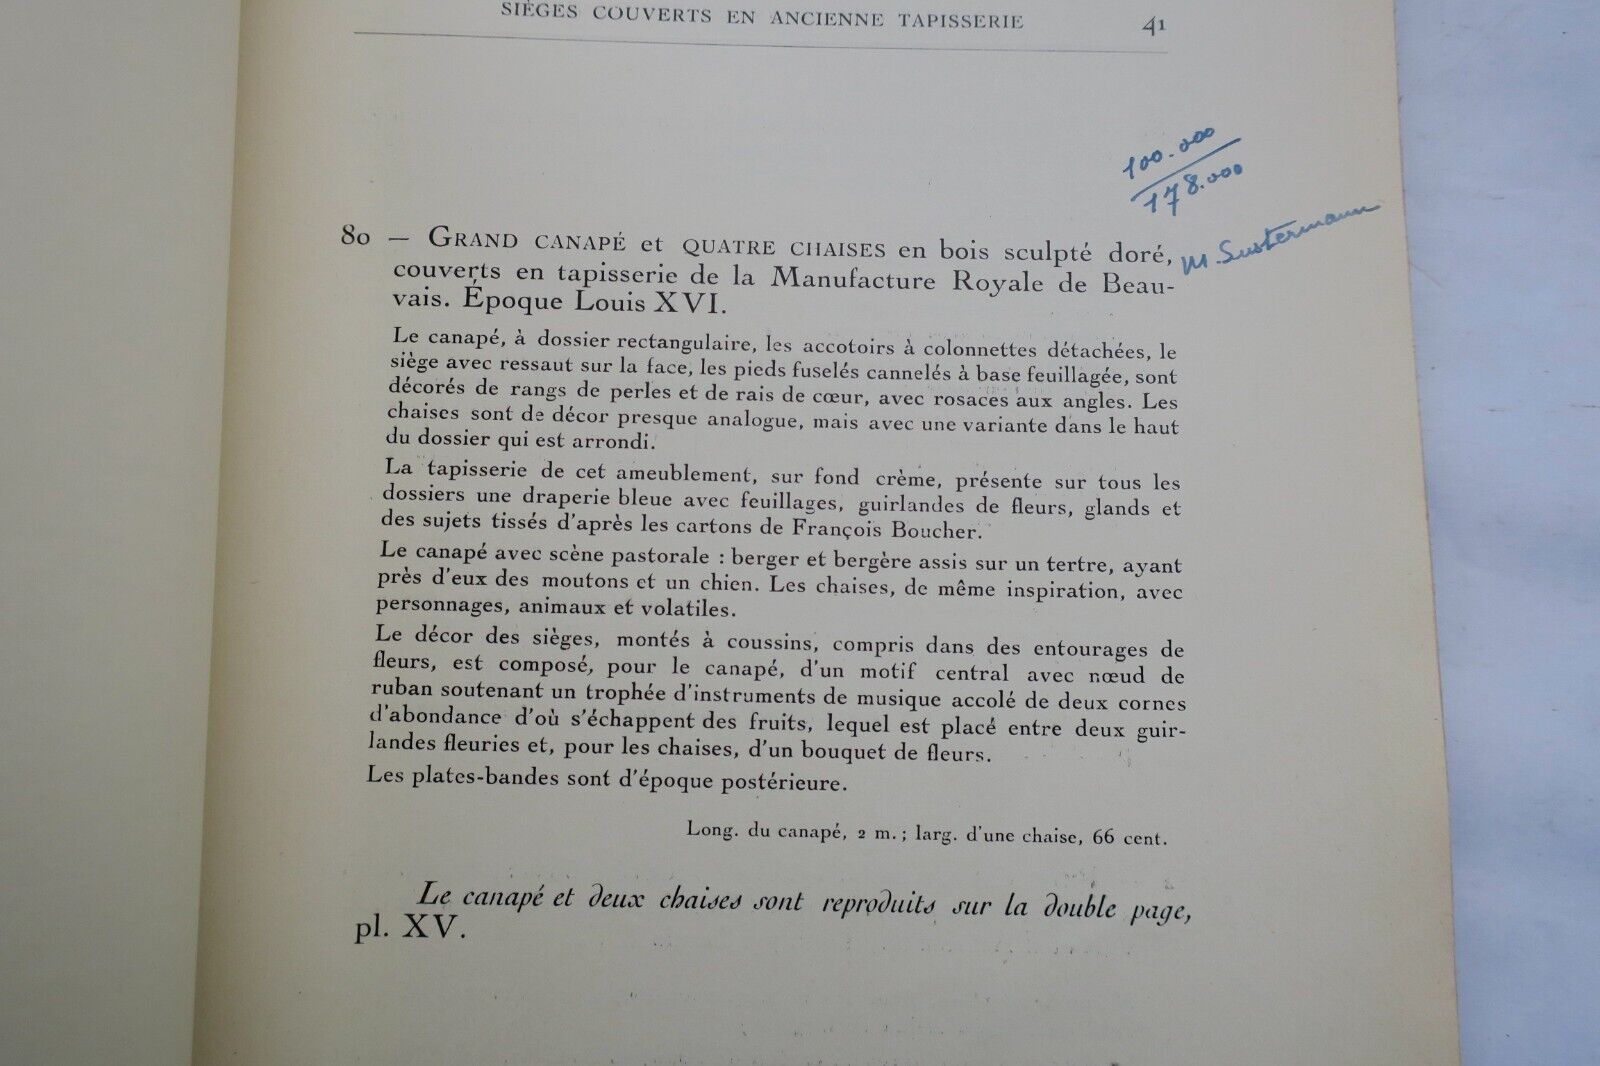 SIÈGES COUVERTS EN ANCIENNE TAPISSERIE 41
100.000
178.000
M. Sustermann
80 — GRAND CANAPÉ et QUATRE CHAISES en bois sculpté doré,
couverts en tapisserie de la Manufacture Royale de Beau-
vais. Époque Louis XVI.
Le canapé, à dossier rectangulaire, les accotoirs à colonnettes détachées, le
siège avec ressaut sur la face, les pieds fuselés cannelés à base feuillagée, sont
décorés de rangs de perles et de rais de cœur, avec rosaces aux angles. Les
chaises sont de décor presque analogue, mais avec une variante dans le haut
du dossier qui est arrondi.
La tapisserie de cet ameublement, sur fond crème, présente sur tous les
dossiers une draperie bleue avec feuillages, guirlandes de fleurs, glands et
des sujets tissés d'après les cartons de François Boucher.
Le canapé avec scène pastorale : berger et bergère assis sur un tertre, ayant
près d'eux des moutons et un chien. Les chaises, de même inspiration, avec
personnages, animaux et volatiles.
Le décor des sièges, montés à coussins, compris dans des entourages de
fleurs, est composé, pour le canapé, d'un motif central avec nœud de
ruban soutenant un trophée d'instruments de musique accolé de deux cornes
d'abondance d'où s'échappent des fruits, lequel est placé entre deux guir-
landes fleuries et, pour les chaises, d'un bouquet de fleurs.
Les plates-bandes sont d'époque postérieure.
Long. du canapé, 2 m. ; larg. d'une chaise, 66 cent.
Le canapé et deux chaises sont reproduits sur la double page,
pl. XV.